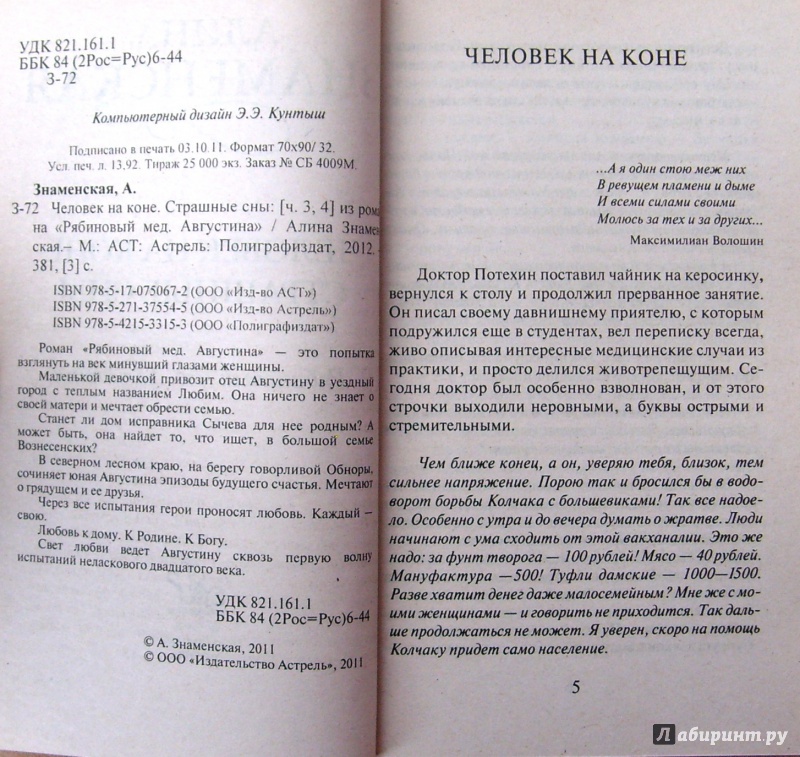 УДК 821.161.1
ББК 84 (2Рос=Рус)6-44
З-72
Компьютерный дизайн Э.Э. Кунтыш
Подписано в печать 03.10.11. Формат 70x90/ 32.
Усл. печ. л. 13,92. Тираж 25 000 экз. Заказ № СБ 4009М.
Знаменская, А.
З-72 Человек на коне. Страшные сны: [ч. 3, 4] из рома
на «Рябиновый мед. Августина» / Алина Знамен
ская.– М.: АСТ: Астрель: Полиграфиздат, 2012.–
381, [3] с.
ISBN 978-5-17-075067-2 (ООО «Изд-во АСТ»)
ISBN 978-5-271-37554-5 (ООО «Изд-во Астрель»)
ISBN 978-5-4215-3315-3 (ООО «Полиграфиздат»)
Роман «Рябиновый мед. Августина» — это попытка
взглянуть на век минувший глазами женщины.
Маленькой девочкой привозит отец Августину в уездный
город с теплым названием Любим. Она ничего не знает о
своей матери и мечтает обрести семью.
Станет ли дом исправника Сычева для нее родным? А
может быть, она найдет то, что ищет, в большой семье
Вознесенских?
В северном лесном краю, на берегу говорливой Обноры,
сочиняет юная Августина эпизоды будущего счастья. Мечтают
о грядущем и ее друзья.
Через все испытания герои проносят любовь. Каждый –
свою.
Любовь к дому. К Родине. К Богу.
Свет любви ведет Августину сквозь первую волну
испытаний неласкового двадцатого века.
УДК 821.161.1
ББК 84 (2Рос=Рус)6-44
© А. Знаменская, 2011
© ООО «Издательство Астрель», 2011
ЧЕЛОВЕК НА КОНЕ
...А я один стою меж них
В ревущем пламени и дыме
И всеми силами своими
Молюсь за тех и за других...
Максимилиан Волошин
Доктор Потехин поставил чайник на керосинку,
вернулся к столу и продолжил прерванное занятие.
Он писал своему давнишнему приятелю, с которым
подружился еще в студентах, вел переписку всегда,
живо описывая интересные медицинские случаи из
практики, и просто делился животрепещущим. Се-
годня доктор был особенно взволнован, и от этого
строчки выходили неровными, а буквы острыми и
стремительными.
Чем ближе конец, а он, уверяю тебя, близок, тем
сильнее напряжение. Порою так и бросился бы в водо-
ворот борьбы Колчака с большевиками! Так все надое-
ло. Особенно с утра и до вечера думать о жратве. Люди
начинают с ума сходить от этой вакханалии. Это же
надо: за фунт творога — 100 рублей! Мясо — 40 рублей.
Мануфактура —500! Туфли дамские — 1000—1500.
Разве хватит денег даже малосемейным? Мне же с мо-
ими женщинами — и говорить не приходится. Так даль-
ше продолжаться не может. Я уверен, скоро на помощь
Колчаку придет само население.
5
Лабиринт.ру